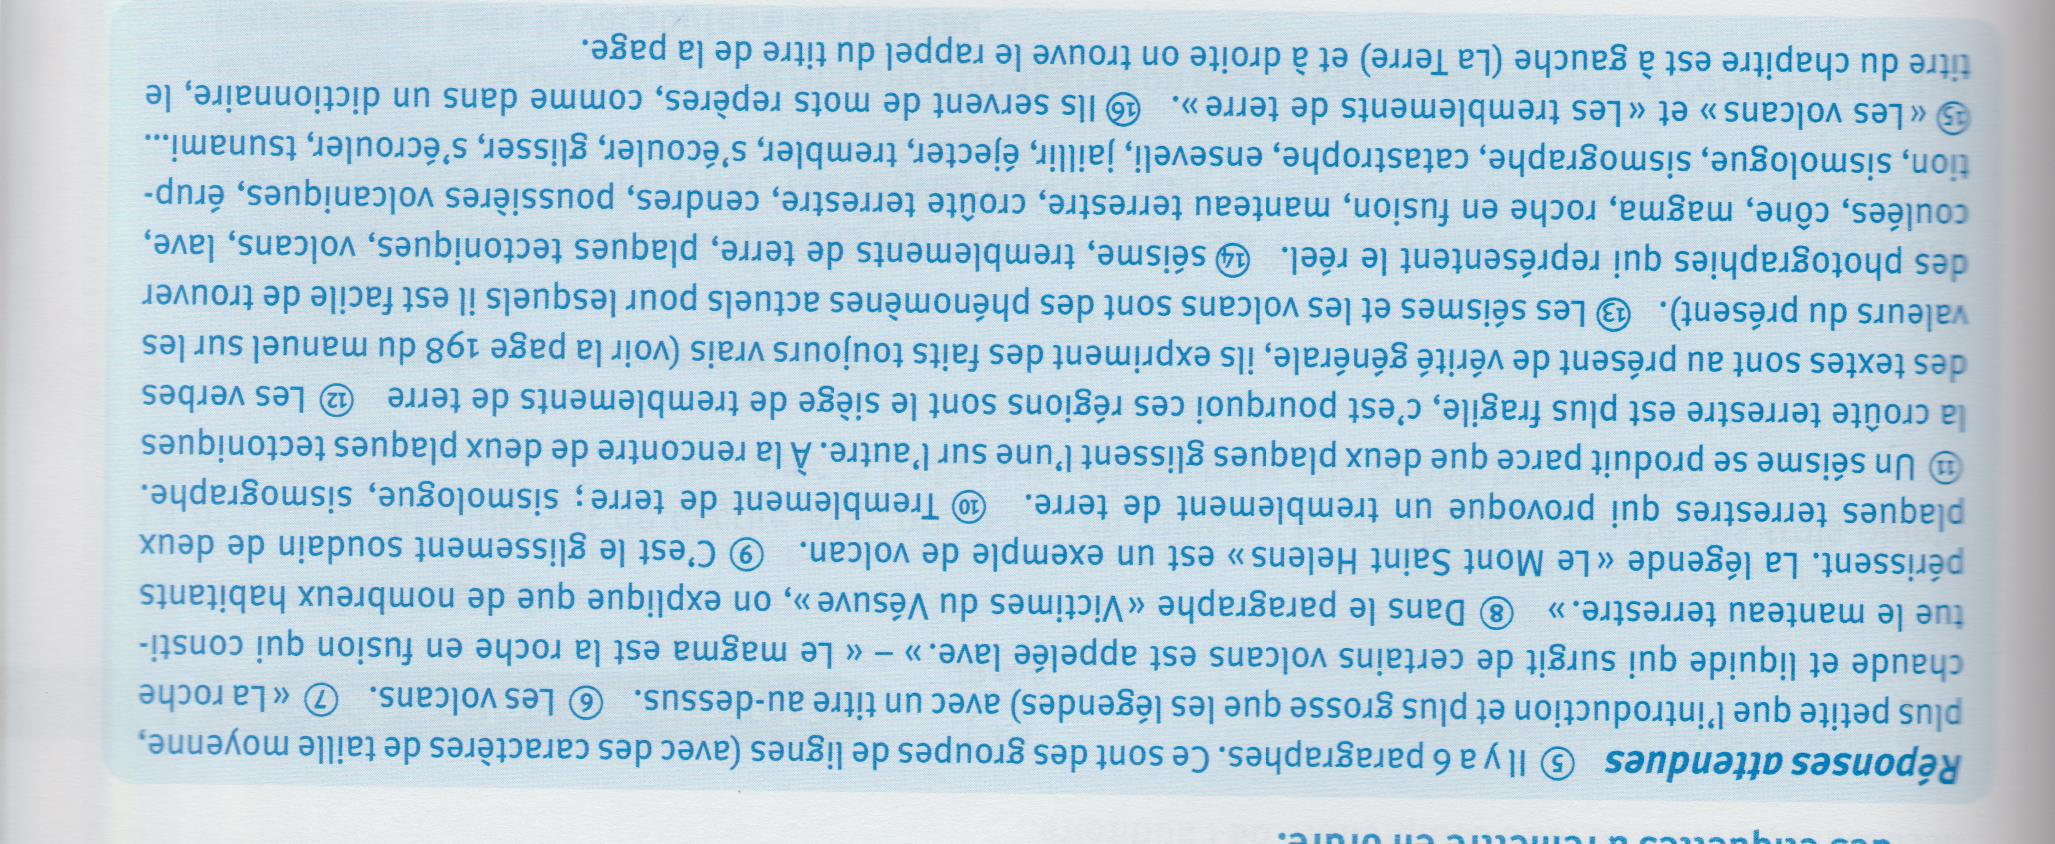 des étiquettes à remettre en ordre.
Réponses attendues ⑤ Il y a 6 paragraphes. Ce sont des groupes de lignes (avec des caractères de taille moyenne,
plus petite que l'introduction et plus grosse que les légendes) avec un titre au-dessus. ⑥ Les volcans. ⑦ « La roche
chaude et liquide qui surgit de certains volcans est appelée lave. » – « Le magma est la roche en fusion qui consti-
tue le manteau terrestre. » ⑧ Dans le paragraphe « Victimes du Vésuve », on explique que de nombreux habitants
périssent. La légende « Le Mont Saint Helens » est un exemple de volcan. ⑨ C'est le glissement soudain de deux
plaques terrestres qui provoque un tremblement de terre. ⑩ Tremblement de terre ; sismologue, sismographe.
⑪ Un séisme se produit parce que deux plaques glissent l'une sur l'autre. À la rencontre de deux plaques tectoniques
la croûte terrestre est plus fragile, c'est pourquoi ces régions sont le siège de tremblements de terre ⑫ Les verbes
des textes sont au présent de vérité générale, ils expriment des faits toujours vrais (voir la page 198 du manuel sur les
valeurs du présent). ⑬ Les séismes et les volcans sont des phénomènes actuels pour lesquels il est facile de trouver
des photographies qui représentent le réel. ⑭ séisme, tremblements de terre, plaques tectoniques, volcans, lave,
coulées, cône, magma, roche en fusion, manteau terrestre, croûte terrestre, cendres, poussières volcaniques, érup-
tion, sismologue, sismographe, catastrophe, enseveli, jaillir, éjecter, trembler, s'écouler, glisser, s'écrouler, tsunami...
⑮ « Les volcans » et « Les tremblements de terre ». ⑯ Ils servent de mots repères, comme dans un dictionnaire, le
titre du chapitre est à gauche (La Terre) et à droite on trouve le rappel du titre de la page.